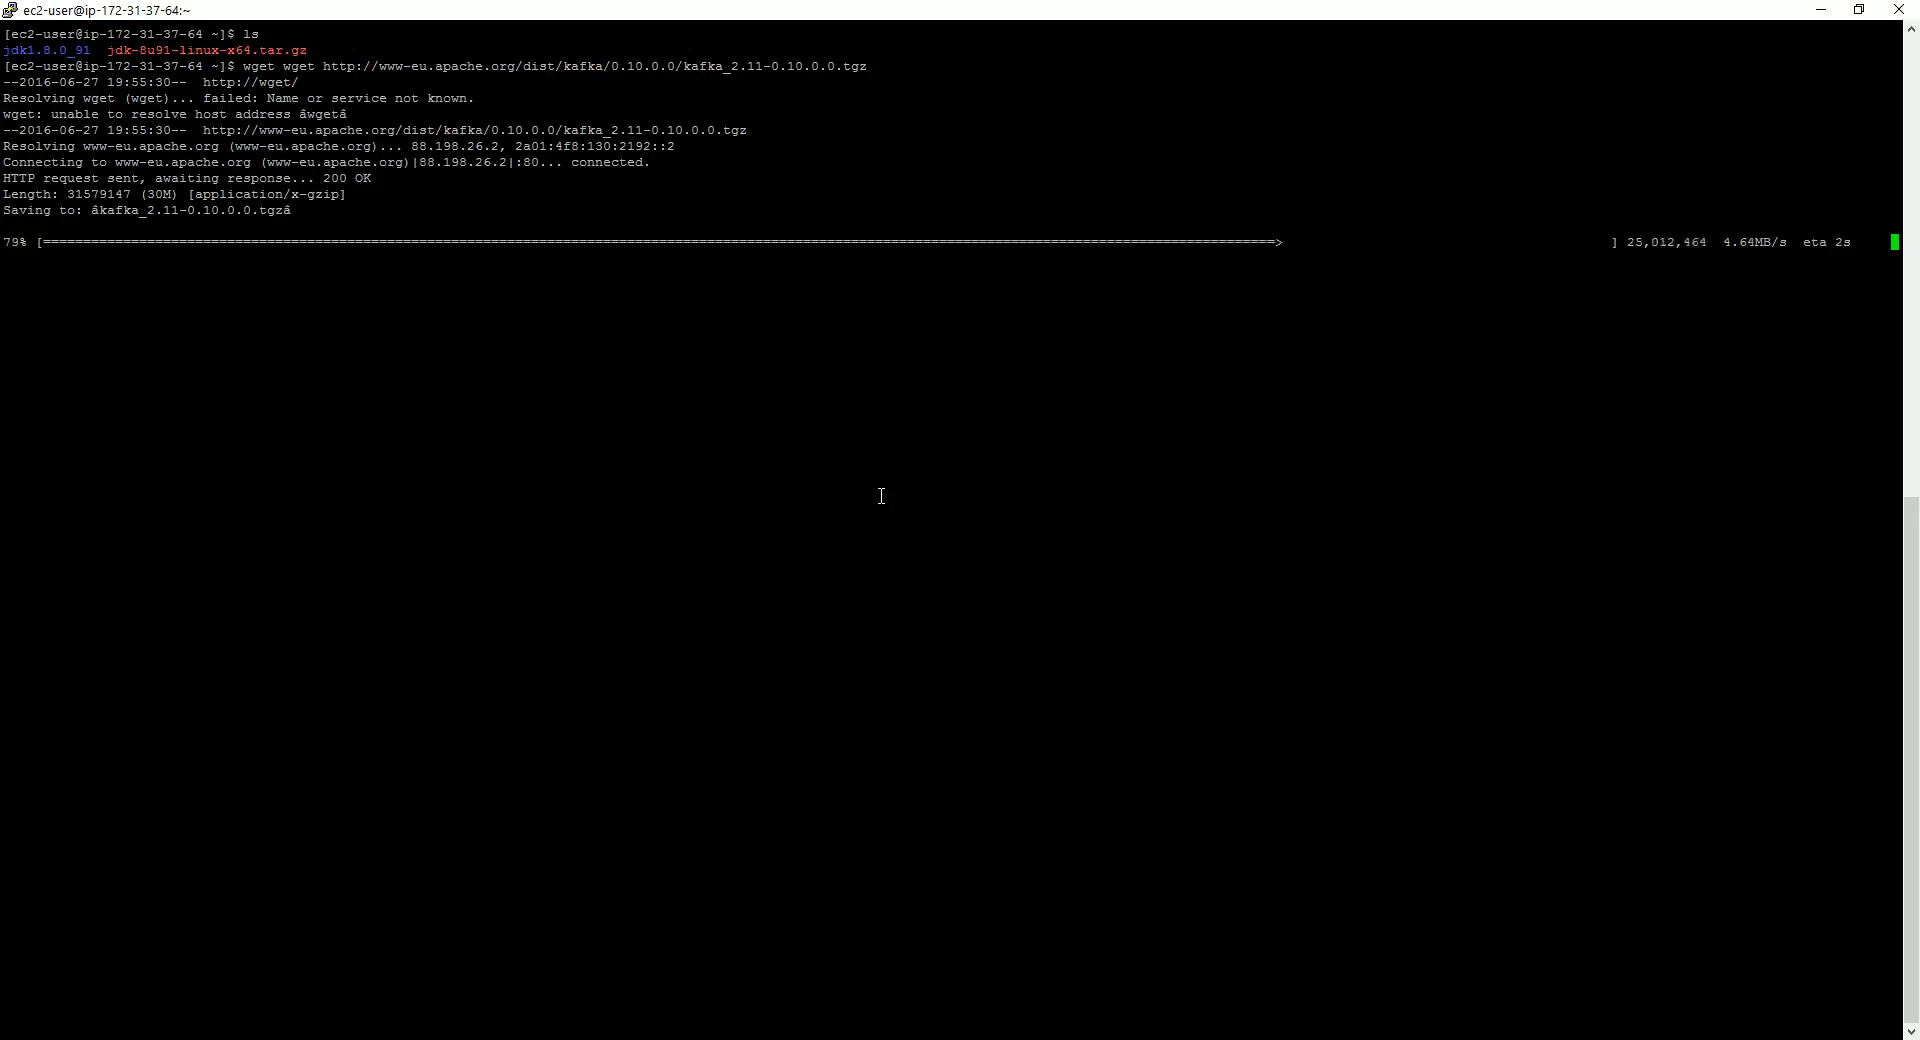 ec2-user@ip-172-31-37-64:~
[ec2-user@ip-172-31-37-64 ~]$ ls
jdk1.8.0_91  jdk-8u91-linux-x64.tar.gz
[ec2-user@ip-172-31-37-64 ~]$ wget wget http://www-eu.apache.org/dist/kafka/0.10.0.0/kafka_2.11-0.10.0.0.tgz
--2016-06-27 19:55:30--  http://wget/
Resolving wget (wget)... failed: Name or service not known.
wget: unable to resolve host address âwgetâ
--2016-06-27 19:55:30--  http://www-eu.apache.org/dist/kafka/0.10.0.0/kafka_2.11-0.10.0.0.tgz
Resolving www-eu.apache.org (www-eu.apache.org)... 88.198.26.2, 2a01:4f8:130:2192::2
Connecting to www-eu.apache.org (www-eu.apache.org)|88.198.26.2|:80... connected.
HTTP request sent, awaiting response... 200 OK
Length: 31579147 (30M) [application/x-gzip]
Saving to: âkafka_2.11-0.10.0.0.tgzâ
79% [==========================================================================================================================================================>                                         ] 25,012,464  4.64MB/s  eta 2s